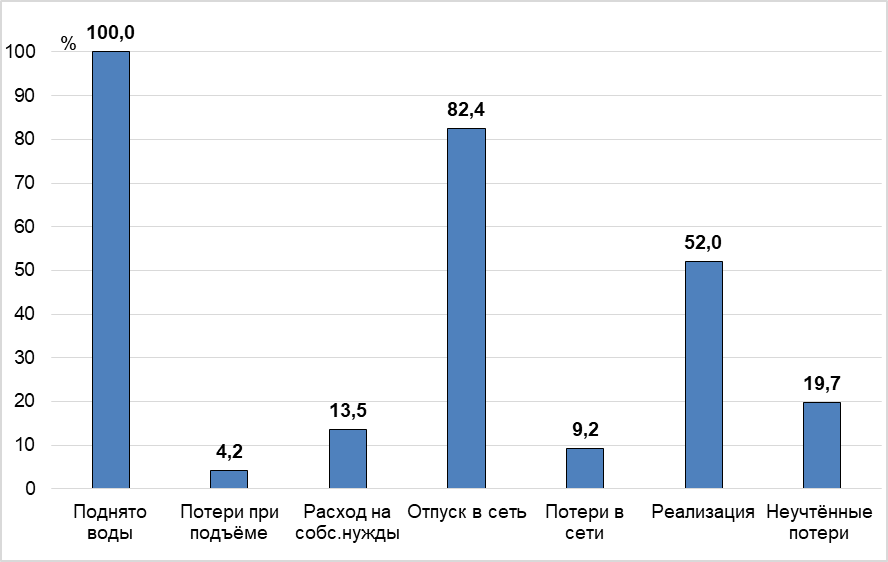 100,0
%
100
90
82,4
80
70
60
52,0
50
40
30
20
19,7
13,5
10
9,2
4,2
0
Поднято
воды
Потери при
подъёме
Расход на
собс.нужды
Отпуск в сеть
Потери в
сети
Реализация
Неучтённые
потери